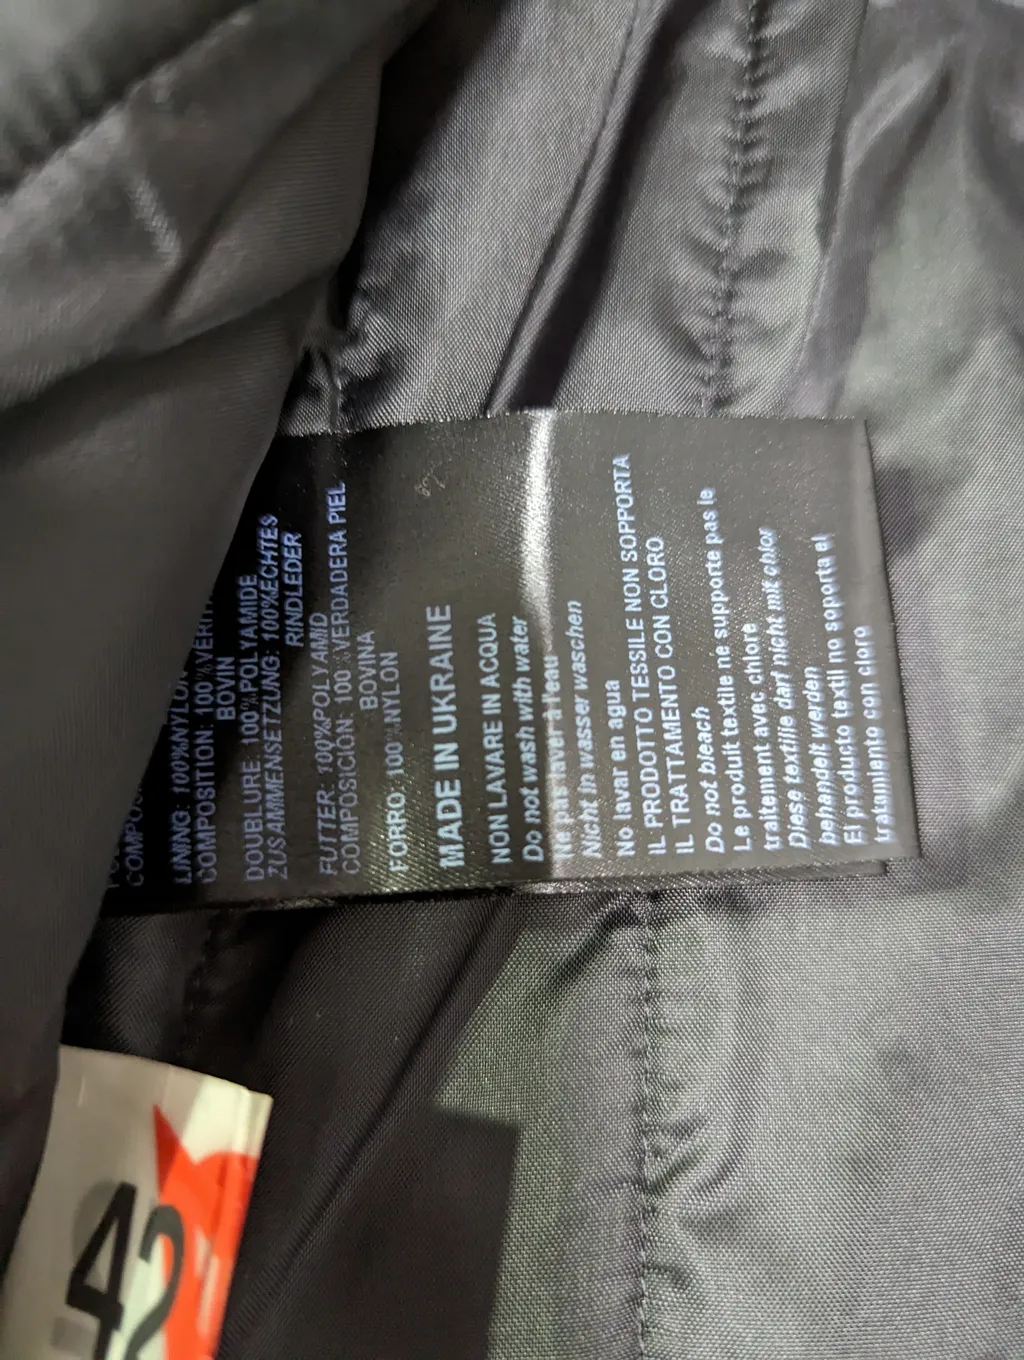 LINING: 100%NYLON
COMPOSITION: 100
BOVIN
DOUBLURE: 100%POLYAMIDE
ZUSAMMENSETZUNG: 100%ECHTES
RINDLEDER
FUTTER: 100%POLYAMID
COMPOSICIÓN: 100 VERDADERA PIEL
BOVINA
FORRO: 100 NYLON
MADE IN UKRAINE
NON LAVARE IN ACQUA
Do not wash with water
Ne pas laver à l'eau
Nicht in wasser waschen
No lavar en agua
IL PRODOTTO TESSILE NON SOPPORTA
IL TRATTAMENTO CON CLORO
Do not bleach
Le produit textile ne supporte pas le
traitement avec chlore
Diese textilie darf nicht mit chlor
behandelt werden
El producto textil no soporta el
tratamiento con cloro
42